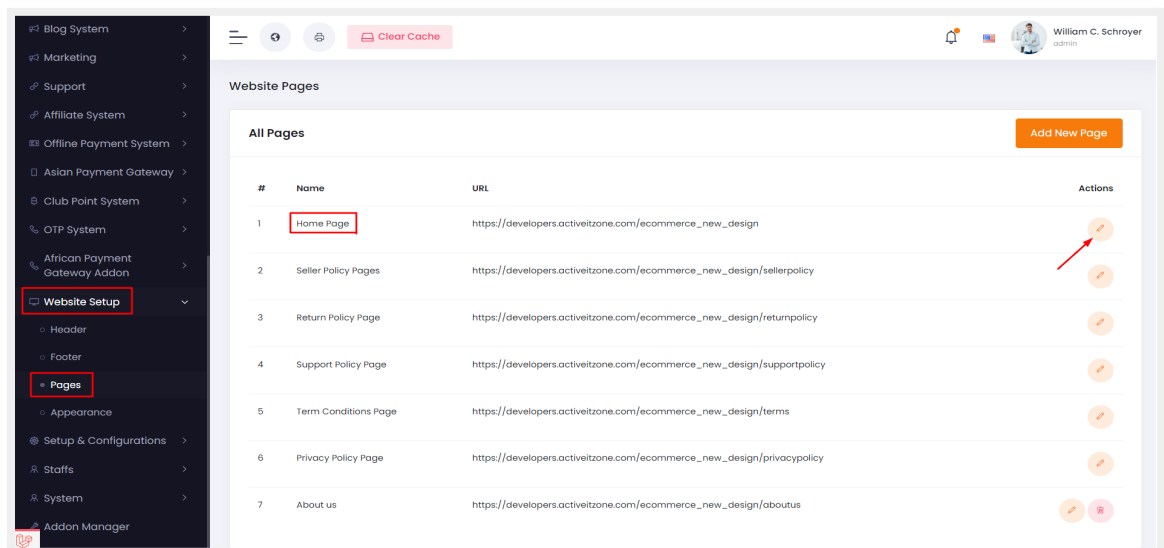 Blog System
Marketing
Support
Affiliate System
Offline Payment System
Asian Payment Gateway
Club Point System
OTP System
African Payment
Gateway Addon
Website Setup
Header
Footer
Pages
Appearance
Setup & Configurations
Staffs
System
Addon Manager
Clear Cache
William C. Schroyer
admin
Website Pages
All Pages
Add New Page
# Name URL Actions
1 Home Page https://developers.activeitzone.com/ecommerce_new_design
2 Seller Policy Pages https://developers.activeitzone.com/ecommerce_new_design/sellerpolicy
3 Return Policy Page https://developers.activeitzone.com/ecommerce_new_design/returnpolicy
4 Support Policy Page https://developers.activeitzone.com/ecommerce_new_design/supportpolicy
5 Term Conditions Page https://developers.activeitzone.com/ecommerce_new_design/terms
6 Privacy Policy Page https://developers.activeitzone.com/ecommerce_new_design/privacypolicy
7 About us https://developers.activeitzone.com/ecommerce_new_design/aboutus